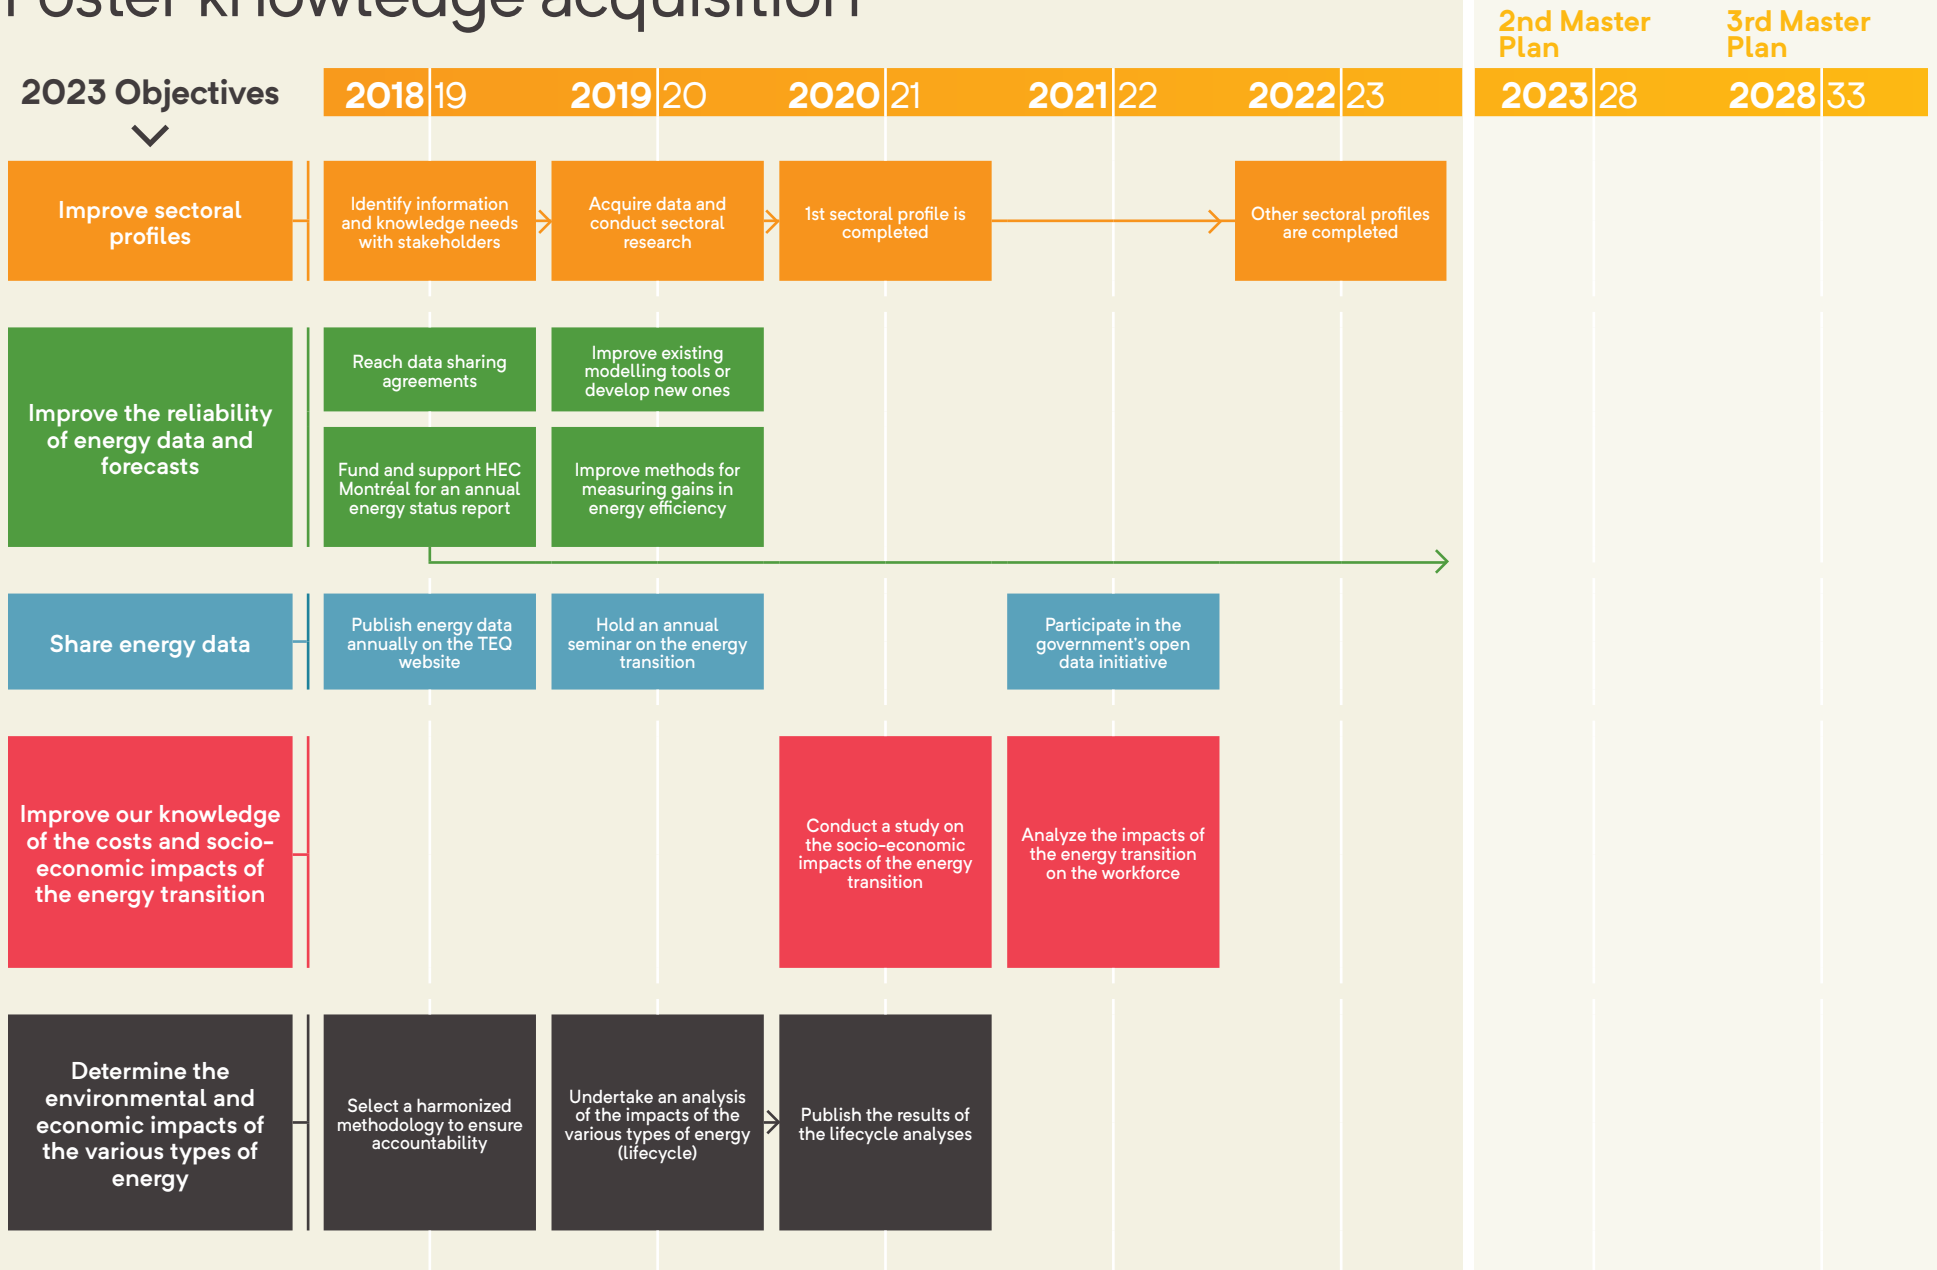 Foster knowledge acquisition
2nd Master
Plan
3rd Master
Plan
2023 Objectives
2018|19
2019|20
2020|21
2021|22
2022|23
2023|28
2028|33
Improve sectoral
profiles
Identify information
and knowledge needs
with stakeholders
Acquire data and
conduct sectoral
research
1st sectoral profile is
completed
Other sectoral profiles
are completed
Improve the reliability
of energy data and
forecasts
Reach data sharing
agreements
Improve existing
modelling tools or
develop new ones
Fund and support HEC
Montréal for an annual
energy status report
Improve methods for
measuring gains in
energy efficiency
Share energy data
Publish energy data
annually on the TEQ
website
Hold an annual
seminar on the energy
transition
Participate in the
government's open
data initiative
Improve our knowledge
of the costs and socio-
economic impacts of
the energy transition
Conduct a study on
the socio-economic
impacts of the energy
transition
Analyze the impacts of
the energy transition
on the workforce
Determine the
environmental and
economic impacts of
the various types of
energy
Select a harmonized
methodology to ensure
accountability
Undertake an analysis
of the impacts of the
various types of energy
(lifecycle)
Publish the results of
the lifecycle analyses